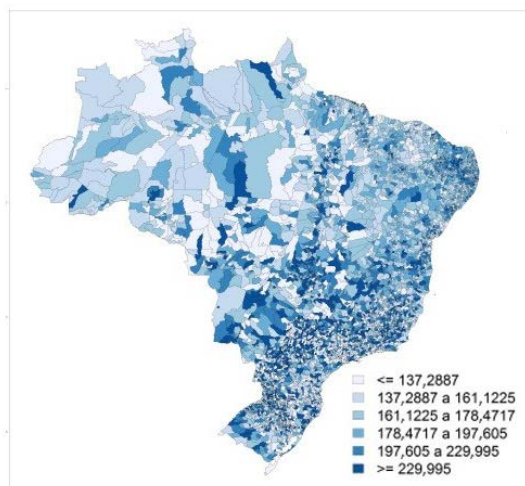 <= 137,2887
137,2887 a 161,1225
161,1225 a 178,4717
178,4717 a 197,605
197,605 a 229,995
>= 229,995